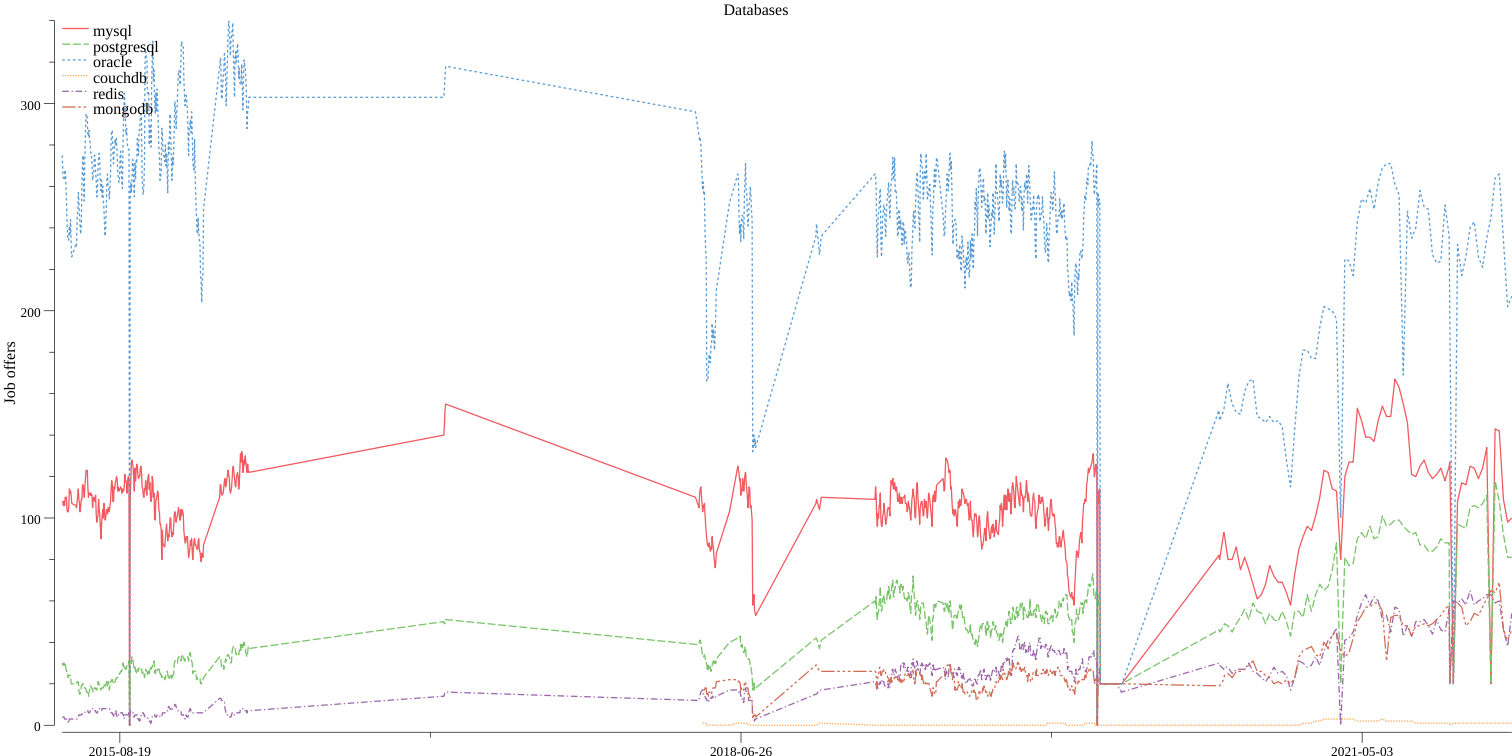 Databases
mysql
postgresql
oracle
couchdb
redis
mongodb
300
200
100
0
Job offers
2015-08-19
2018-06-26
2021-05-03